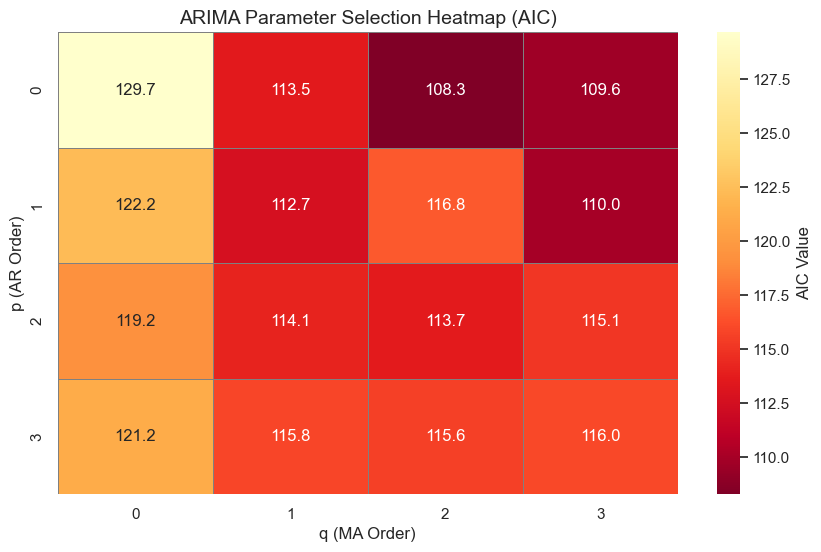 ARIMA Parameter Selection Heatmap (AIC)
0 129.7 113.5 108.3 109.6
1 122.2 112.7 116.8 110.0
2 119.2 114.1 113.7 115.1
3 121.2 115.8 115.6 116.0
0 1 2 3
p (AR Order)
q (MA Order)
127.5
125.0
122.5
120.0
117.5
115.0
112.5
110.0
AIC Value